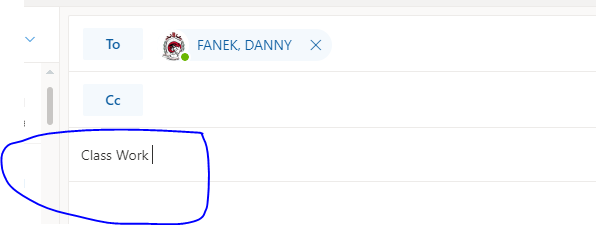 To FANEK, DANNY
Cc
Class Work